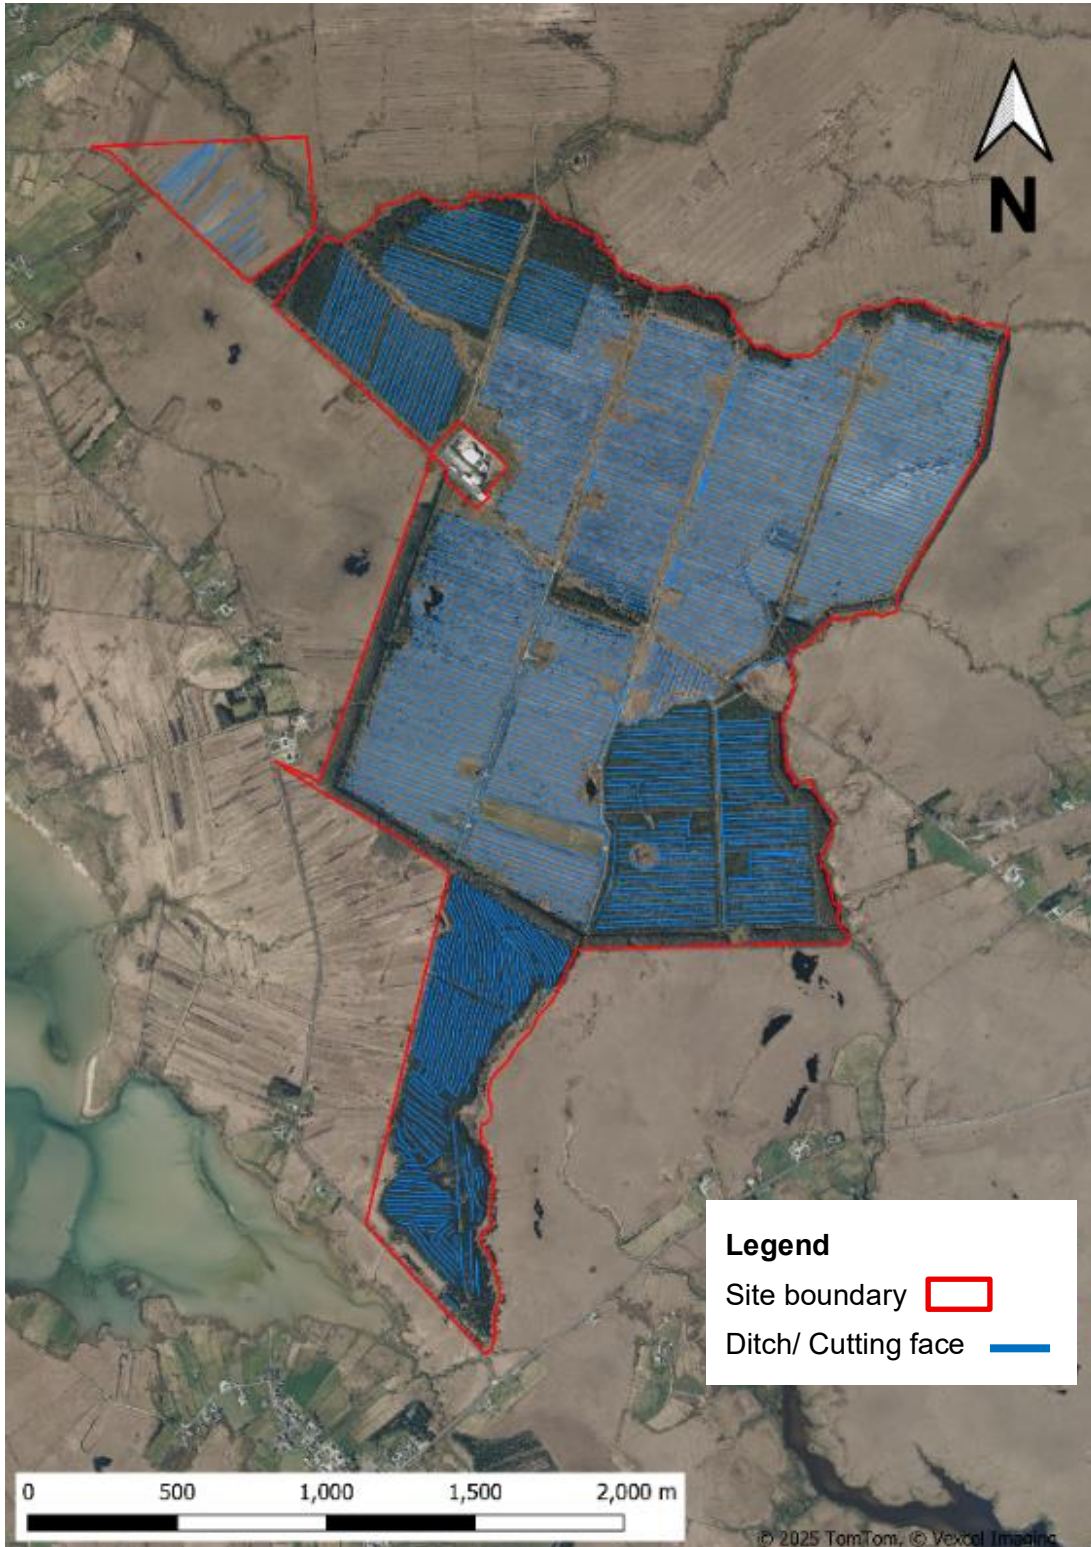 N
Legend
Site boundary
Ditch/ Cutting face
0 500 1,000 1,500 2,000 m
© 2025 TomTom, © Vexcel Imaging